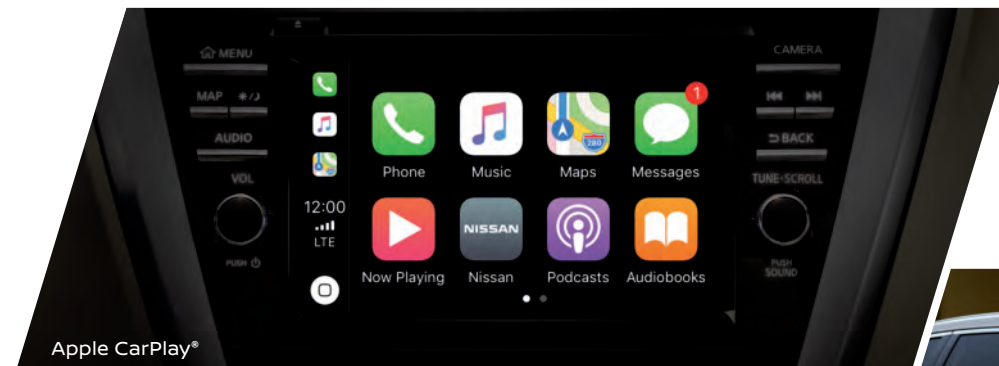 MENU
CAMERA
MAP
AUDIO
BACK
VOL
TUNE·SCROLL
PUSH
PUSH
SOUND
1
280
Phone
Music
Maps
Messages
12:00
LTE
NISSAN
Now Playing
Nissan
Podcasts
Audiobooks
Apple CarPlay®